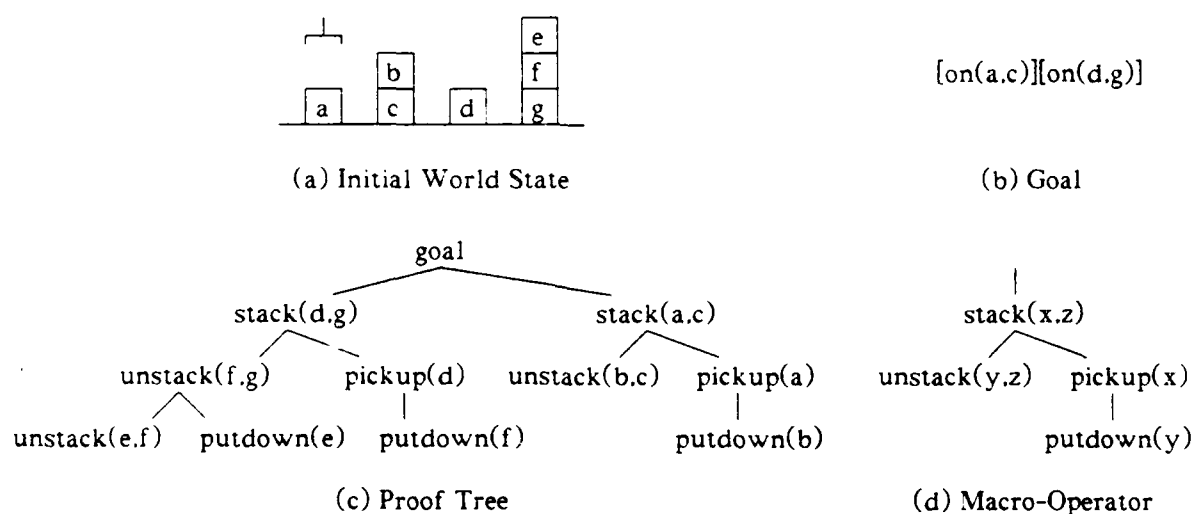 e
b f
a c d g
[on(a.c)][on(d.g)]
(a) Initial World State
(b) Goal
goal
stack(d.g) stack(a.c)
unstack(f.g) pickup(d) unstack(b.c) pickup(a)
unstack(e.f) putdown(e) putdown(f) putdown(b)
(c) Proof Tree
stack(x.z)
unstack(y.z) pickup(x)
putdown(y)
(d) Macro-Operator